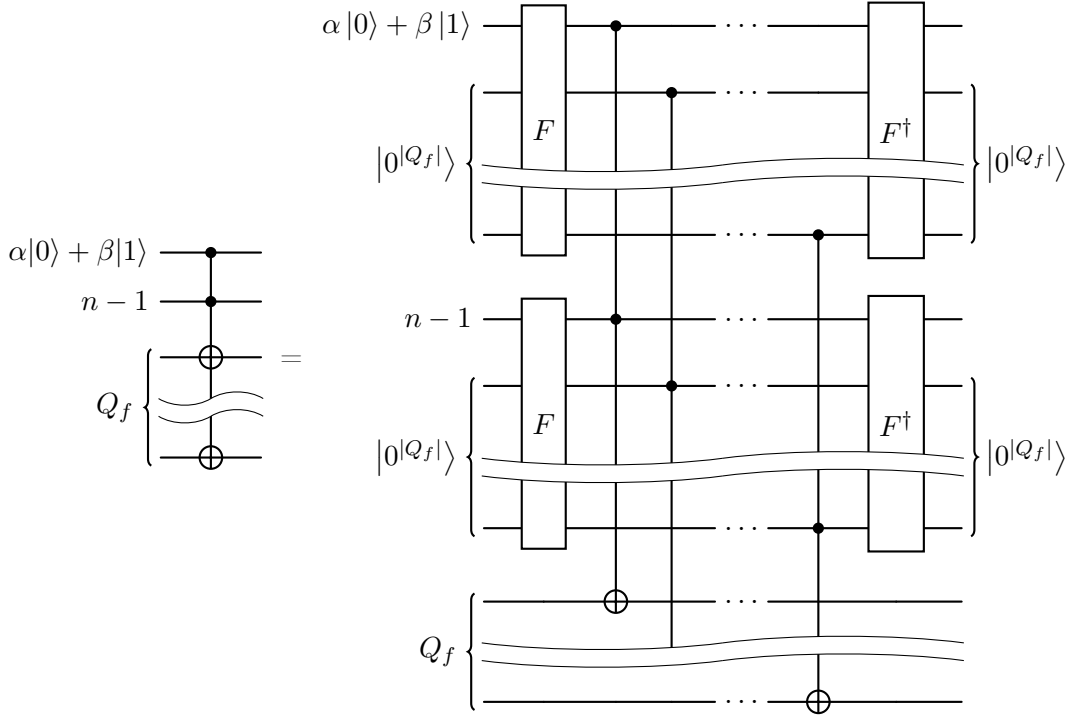 α|0⟩ + β|1⟩
n − 1
Q_f
=
α|0⟩ + β|1⟩
F
· · ·
· · ·
F†
|0^{|Q_f|}⟩
|0^{|Q_f|}⟩
· · ·
n − 1
F
· · ·
· · ·
F†
|0^{|Q_f|}⟩
|0^{|Q_f|}⟩
· · ·
Q_f
· · ·
· · ·